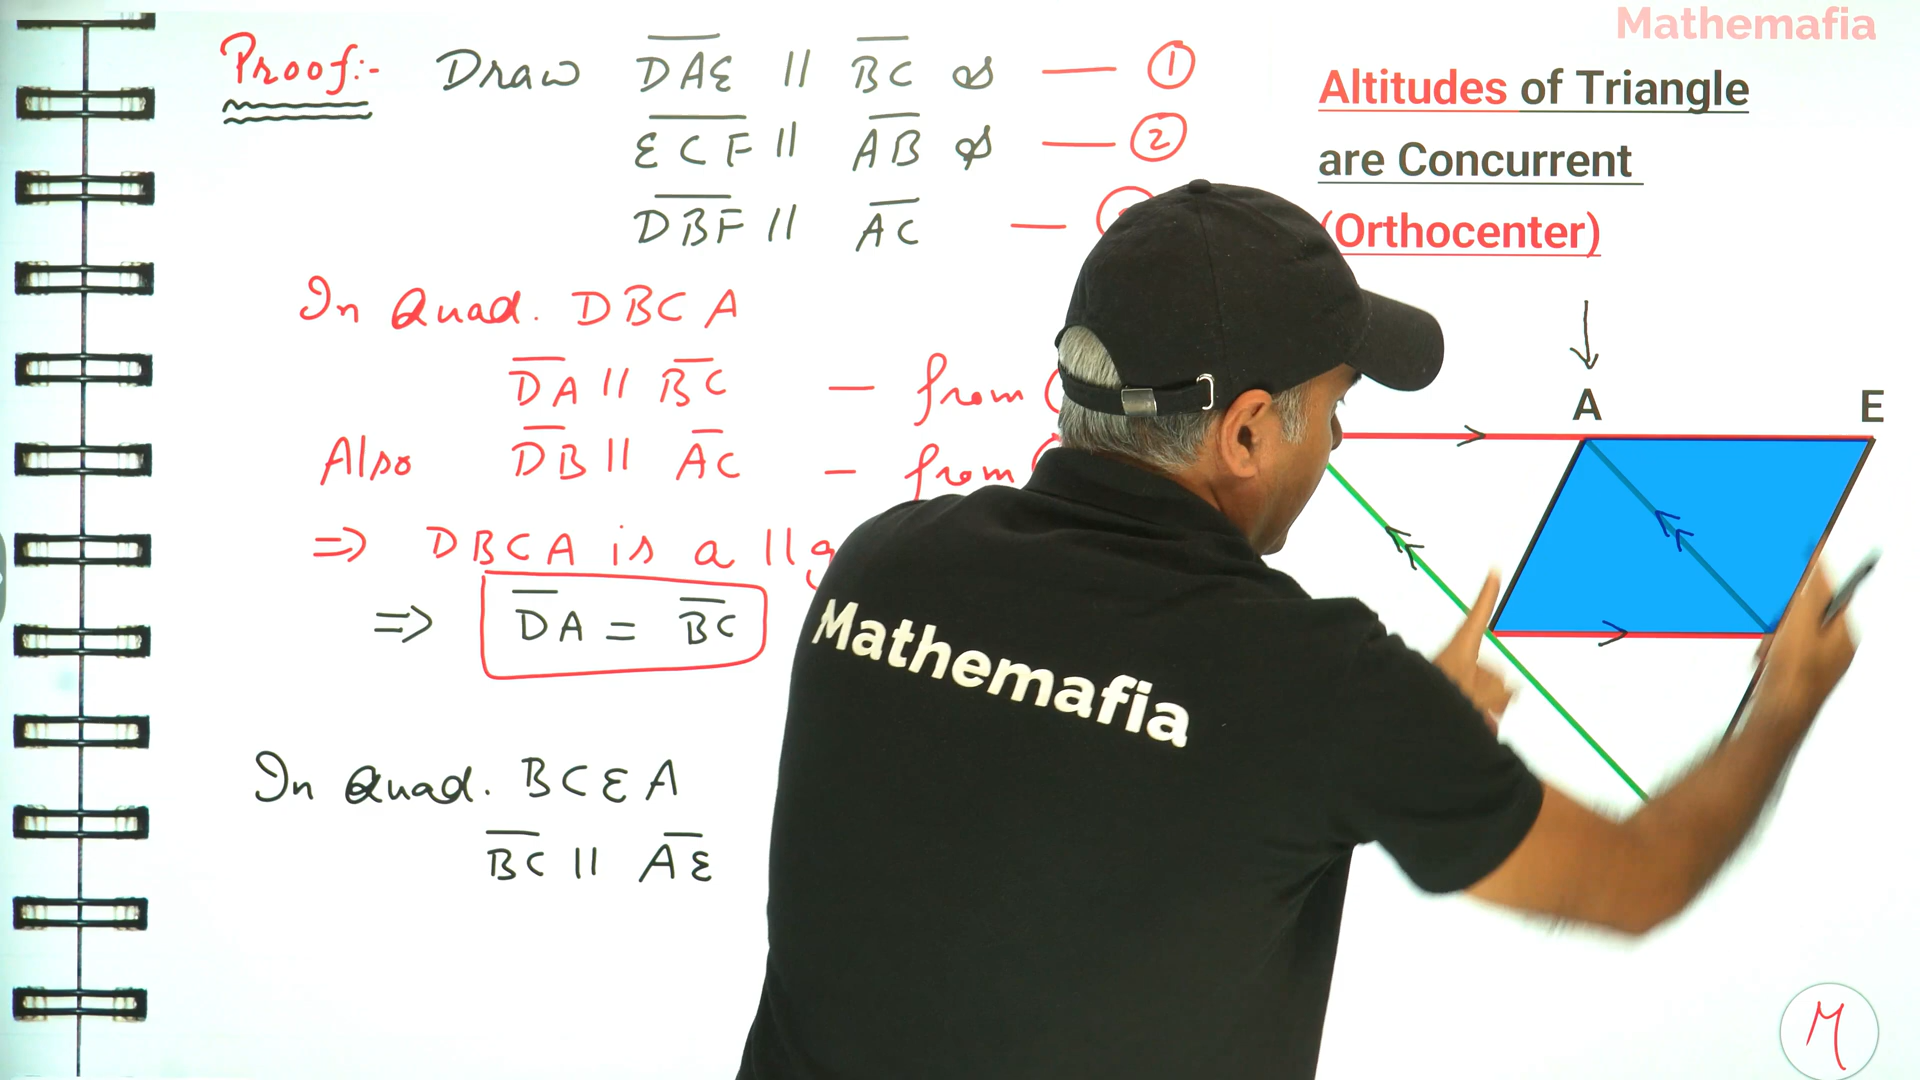 Mathemafia
Proof:- Draw DAE || BC & — ①
ECF || AB & — ②
DBF || AC —
In Quad. DBCA
DA || BC — from
Also DB || AC — from
⇒ DBCA is a ||g
⇒ DA = BC
In Quad. BCEA
BC || AE
Altitudes of Triangle
are Concurrent
(Orthocenter)
A E
Mathemafia
M